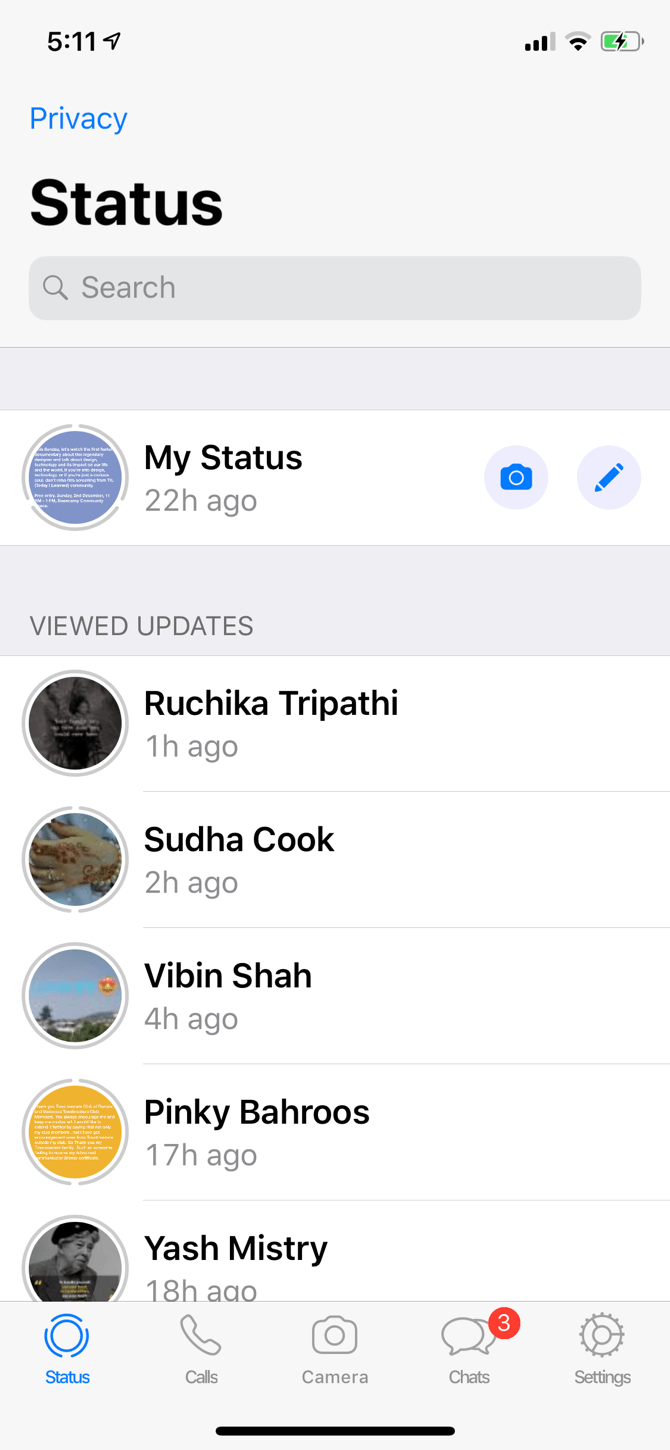 5:11
Privacy
Status
Search
My Status
22h ago
VIEWED UPDATES
Ruchika Tripathi
1h ago
Sudha Cook
2h ago
Vibin Shah
4h ago
Pinky Bahroos
17h ago
Yash Mistry
18h ago
3
Status Calls Camera Chats Settings